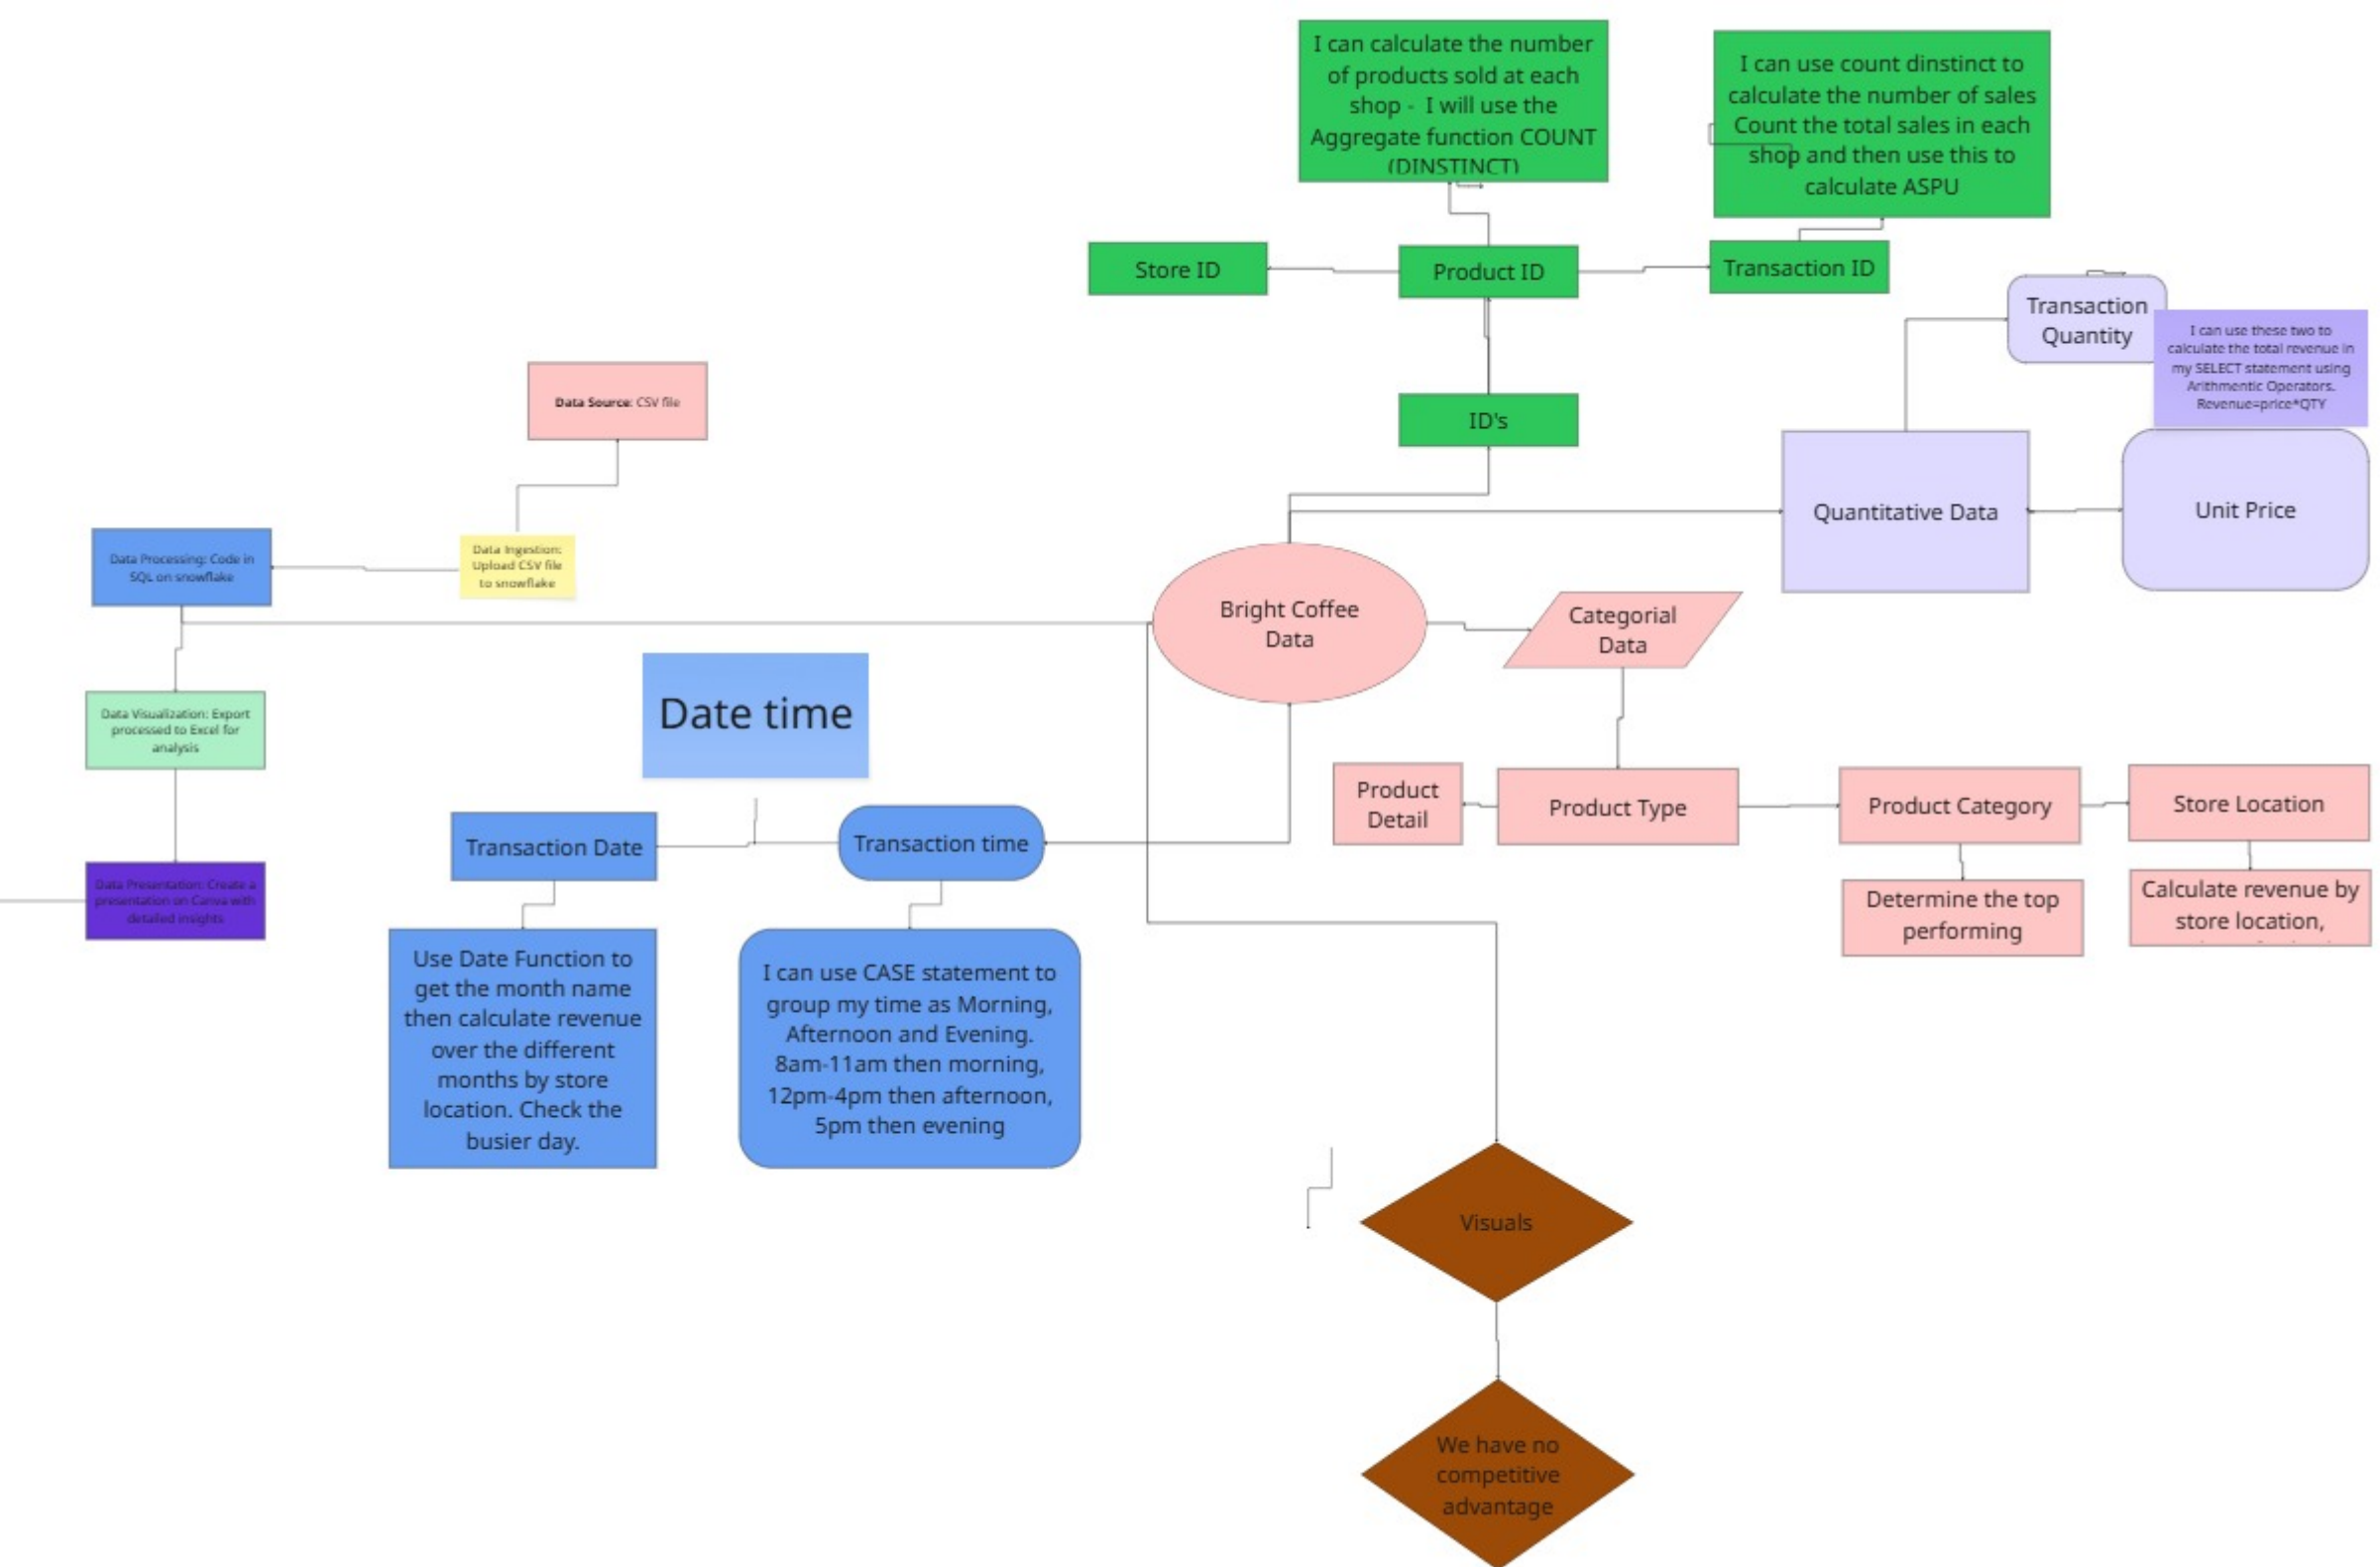 I can calculate the number
of products sold at each
shop - I will use the
Aggregate function COUNT
(DINSTINCT)
I can use count dinstinct to
calculate the number of sales
Count the total sales in each
shop and then use this to
calculate ASPU
Store ID
Product ID
Transaction ID
Transaction
Quantity
I can use these two to
calculate the total revenue in
my SELECT statement using
Arithmentic Operators.
Revenue=price*QTY
Data Source: CSV file
ID's
Quantitative Data
Unit Price
Data Processing: Code in
SQL on snowflake
Data Ingestion:
Upload CSV file
to snowflake
Bright Coffee
Data
Categorial
Data
Data Visualization: Export
processed to Excel for
analysis
Date time
Product
Detail
Product Type
Product Category
Store Location
Transaction Date
Transaction time
Data Presentation: Create a
presentation on Canva with
detailed insights
Determine the top
performing
Calculate revenue by
store location,
Use Date Function to
get the month name
then calculate revenue
over the different
months by store
location. Check the
busier day.
I can use CASE statement to
group my time as Morning,
Afternoon and Evening.
8am-11am then morning,
12pm-4pm then afternoon,
5pm then evening
Visuals
We have no
competitive
advantage